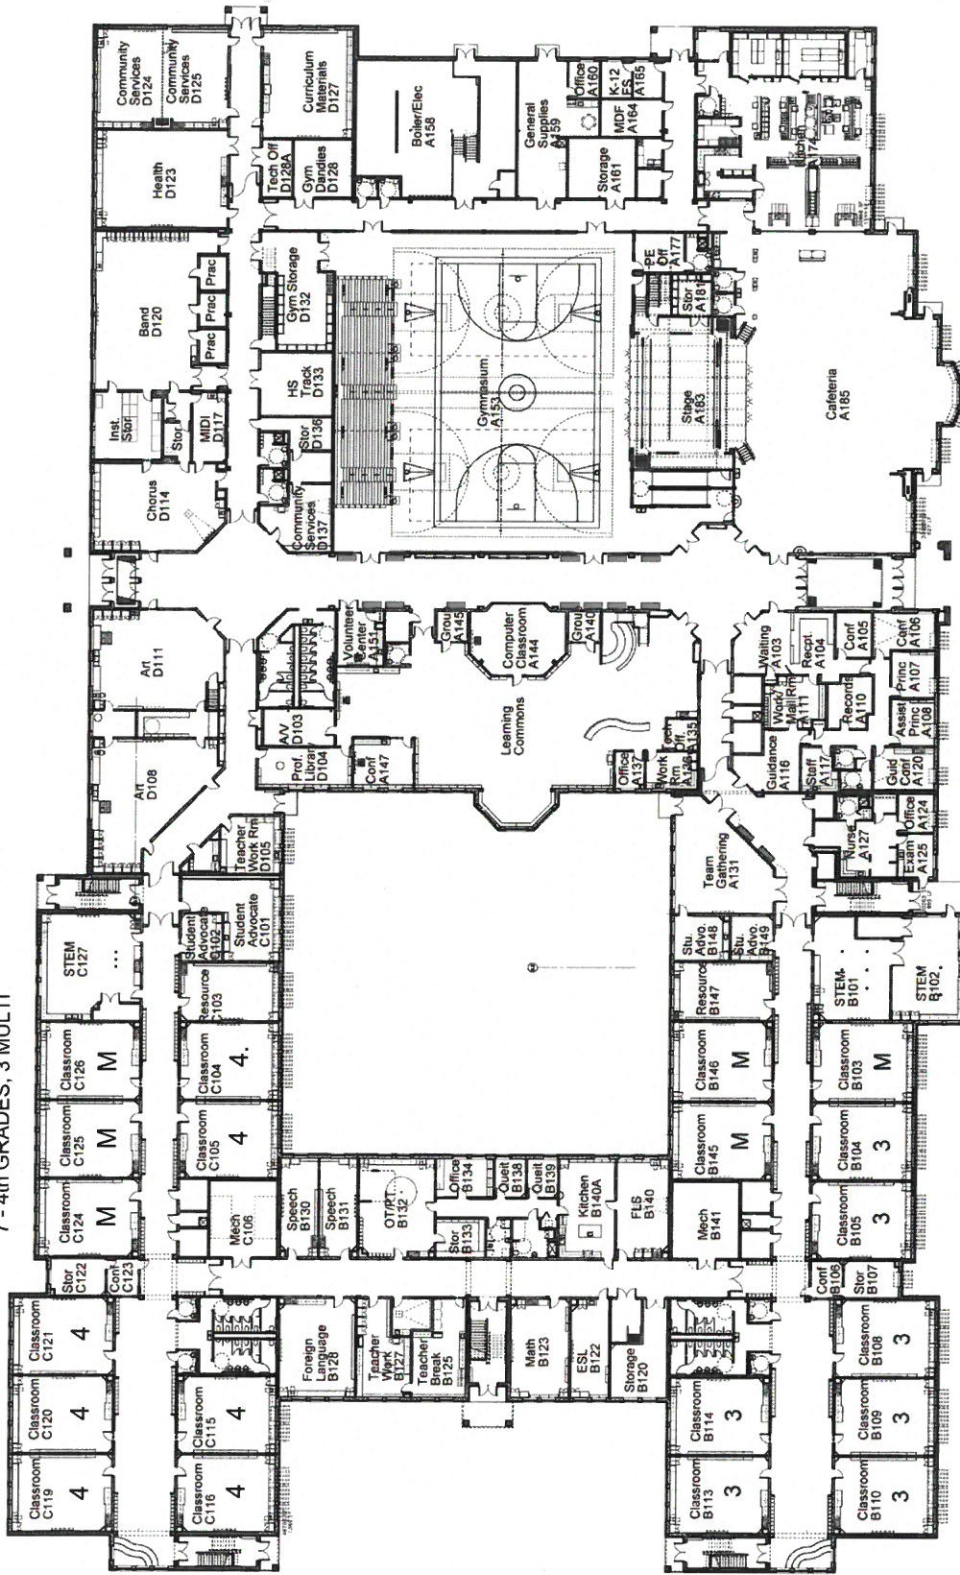 7 - 4th GRADES, 3 MULTI
Community
Services
D124
Community
Services
D125
Curriculum
Materials
D127
Health
D123
Tech Off
D128A
Gym
Dandies
D128
Boiler/Elec
A158
General
Supplies
A159
Office
A160
K-12
ES
A165
MDF
A164
Storage
A161
Kitchen
A174
Band
D120
Prac
Prac
Prac
Gym Storage
D132
HS
Track
D133
Inst.
Stor
Stor
MIDI
D117
Stor
D136
Chorus
D114
Community
Services
D137
Gymnasium
A153
PE
Off
A177
Stor
A181
Stage
A183
Cafeteria
A185
Art
D111
Art
D108
A/V
D103
Prof.
Library
D104
Volunteer
Center
A151
Conf
A147
Grou
A145
Computer
Classroom
A144
Grou
A140
Learning
Commons
Office
A137
Work
Rm
Tech
Off.
A135
Waiting
A103
Recpt.
A104
Conf
A105
Conf
A106
Work/
Mail Rm
A111
Records
A110
Princ
A107
Assist
Princ
A108
Guidance
A116
Staff
A117
Guid
Conf
A120
Teacher
Work Rm
D105
Team
Gathering
A131
Nurse
A127
Office
A124
Exam
A125
Student
Advocate
C102
Student
Advocate
C101
STEM
C127
Resource
C103
Stu.
Advo.
B148
Stu.
Advo.
B149
Resource
B147
STEM
B101
STEM
B102
Classroom
C126
M
Classroom
C104
4.
Classroom
B146
M
Classroom
B103
M
Classroom
C125
M
Classroom
C105
4
Classroom
B145
M
Classroom
B104
3
Classroom
C124
M
Mech
C106
Speech
B130
Speech
B131
OT/PT
B132
Office
B134
Stor
B133
Queit
B138
Queit
B139
Kitchen
B140A
FLS
B140
Mech
B141
Classroom
B105
3
Stor
C122
Conf
C123
Conf
B106
Stor
B107
Classroom
C121
4
Foreign
Language
B128
Teacher
Work
B127
Teacher
Break
B125
Math
B123
ESL
B122
Storage
B120
Classroom
B108
3
Classroom
C120
4
Classroom
C115
4
Classroom
B114
3
Classroom
B109
3
Classroom
C119
4
Classroom
C116
4
Classroom
B113
3
Classroom
B110
3